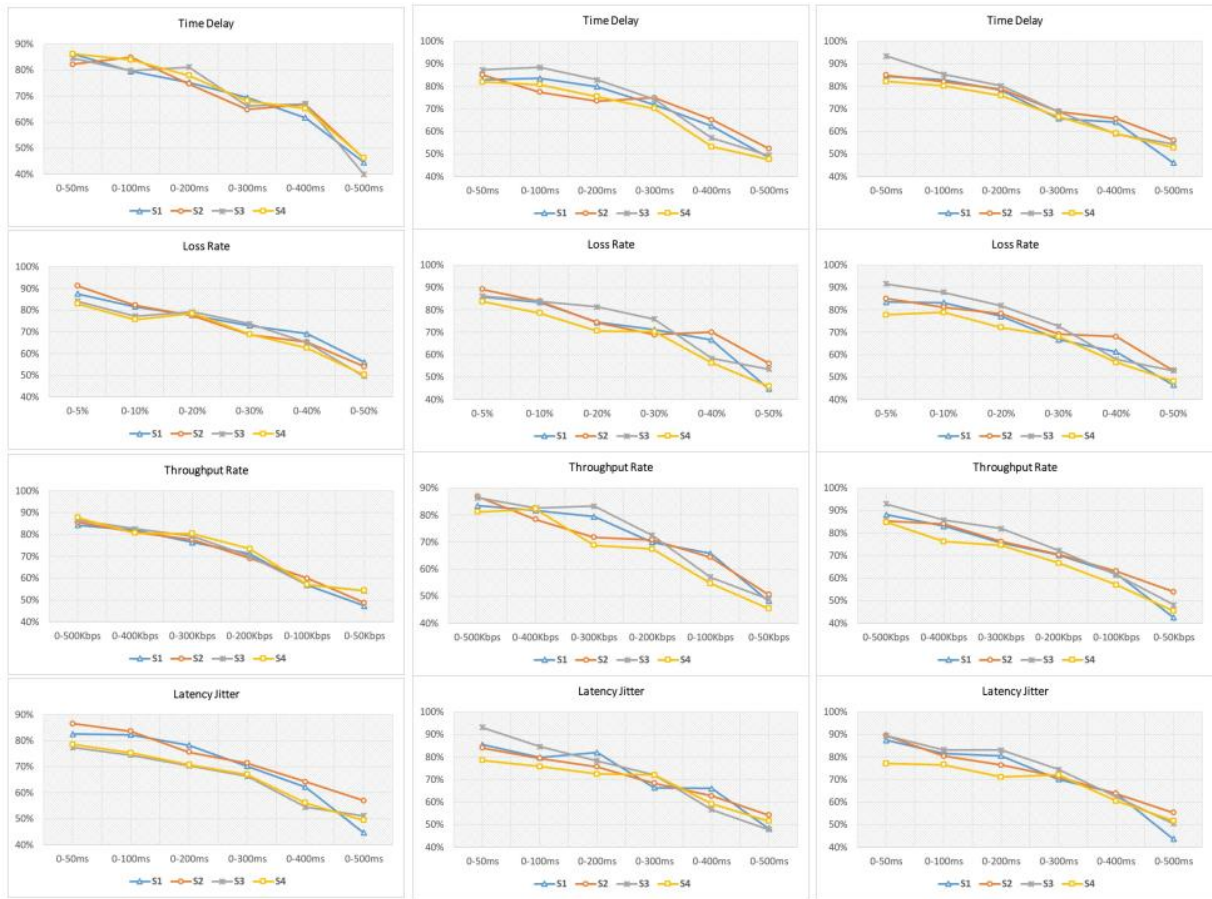 Time Delay
90%
80%
70%
60%
50%
40%
0-50ms 0-100ms 0-200ms 0-300ms 0-400ms 0-500ms
S1 S2 S3 S4
Time Delay
100%
90%
80%
70%
60%
50%
40%
0-50ms 0-100ms 0-200ms 0-300ms 0-400ms 0-500ms
S1 S2 S3 S4
Time Delay
100%
90%
80%
70%
60%
50%
40%
0-50ms 0-100ms 0-200ms 0-300ms 0-400ms 0-500ms
S1 S2 S3 S4
Loss Rate
100%
90%
80%
70%
60%
50%
40%
0-5% 0-10% 0-20% 0-30% 0-40% 0-50%
S1 S2 S3 S4
Loss Rate
100%
90%
80%
70%
60%
50%
40%
0-5% 0-10% 0-20% 0-30% 0-40% 0-50%
S1 S2 S3 S4
Loss Rate
100%
90%
80%
70%
60%
50%
40%
0-5% 0-10% 0-20% 0-30% 0-40% 0-50%
S1 S2 S3 S4
Throughput Rate
100%
90%
80%
70%
60%
50%
40%
0-500Kbps 0-400Kbps 0-300Kbps 0-200Kbps 0-100Kbps 0-50Kbps
S1 S2 S3 S4
Throughput Rate
90%
80%
70%
60%
50%
40%
0-500Kbps 0-400Kbps 0-300Kbps 0-200Kbps 0-100Kbps 0-50Kbps
S1 S2 S3 S4
Throughput Rate
100%
90%
80%
70%
60%
50%
40%
0-500Kbps 0-400Kbps 0-300Kbps 0-200Kbps 0-100Kbps 0-50Kbps
S1 S2 S3 S4
Latency Jitter
90%
80%
70%
60%
50%
40%
0-50ms 0-100ms 0-200ms 0-300ms 0-400ms 0-500ms
S1 S2 S3 S4
Latency Jitter
100%
90%
80%
70%
60%
50%
40%
0-50ms 0-100ms 0-200ms 0-300ms 0-400ms 0-500ms
S1 S2 S3 S4
Latency Jitter
100%
90%
80%
70%
60%
50%
40%
0-50ms 0-100ms 0-200ms 0-300ms 0-400ms 0-500ms
S1 S2 S3 S4